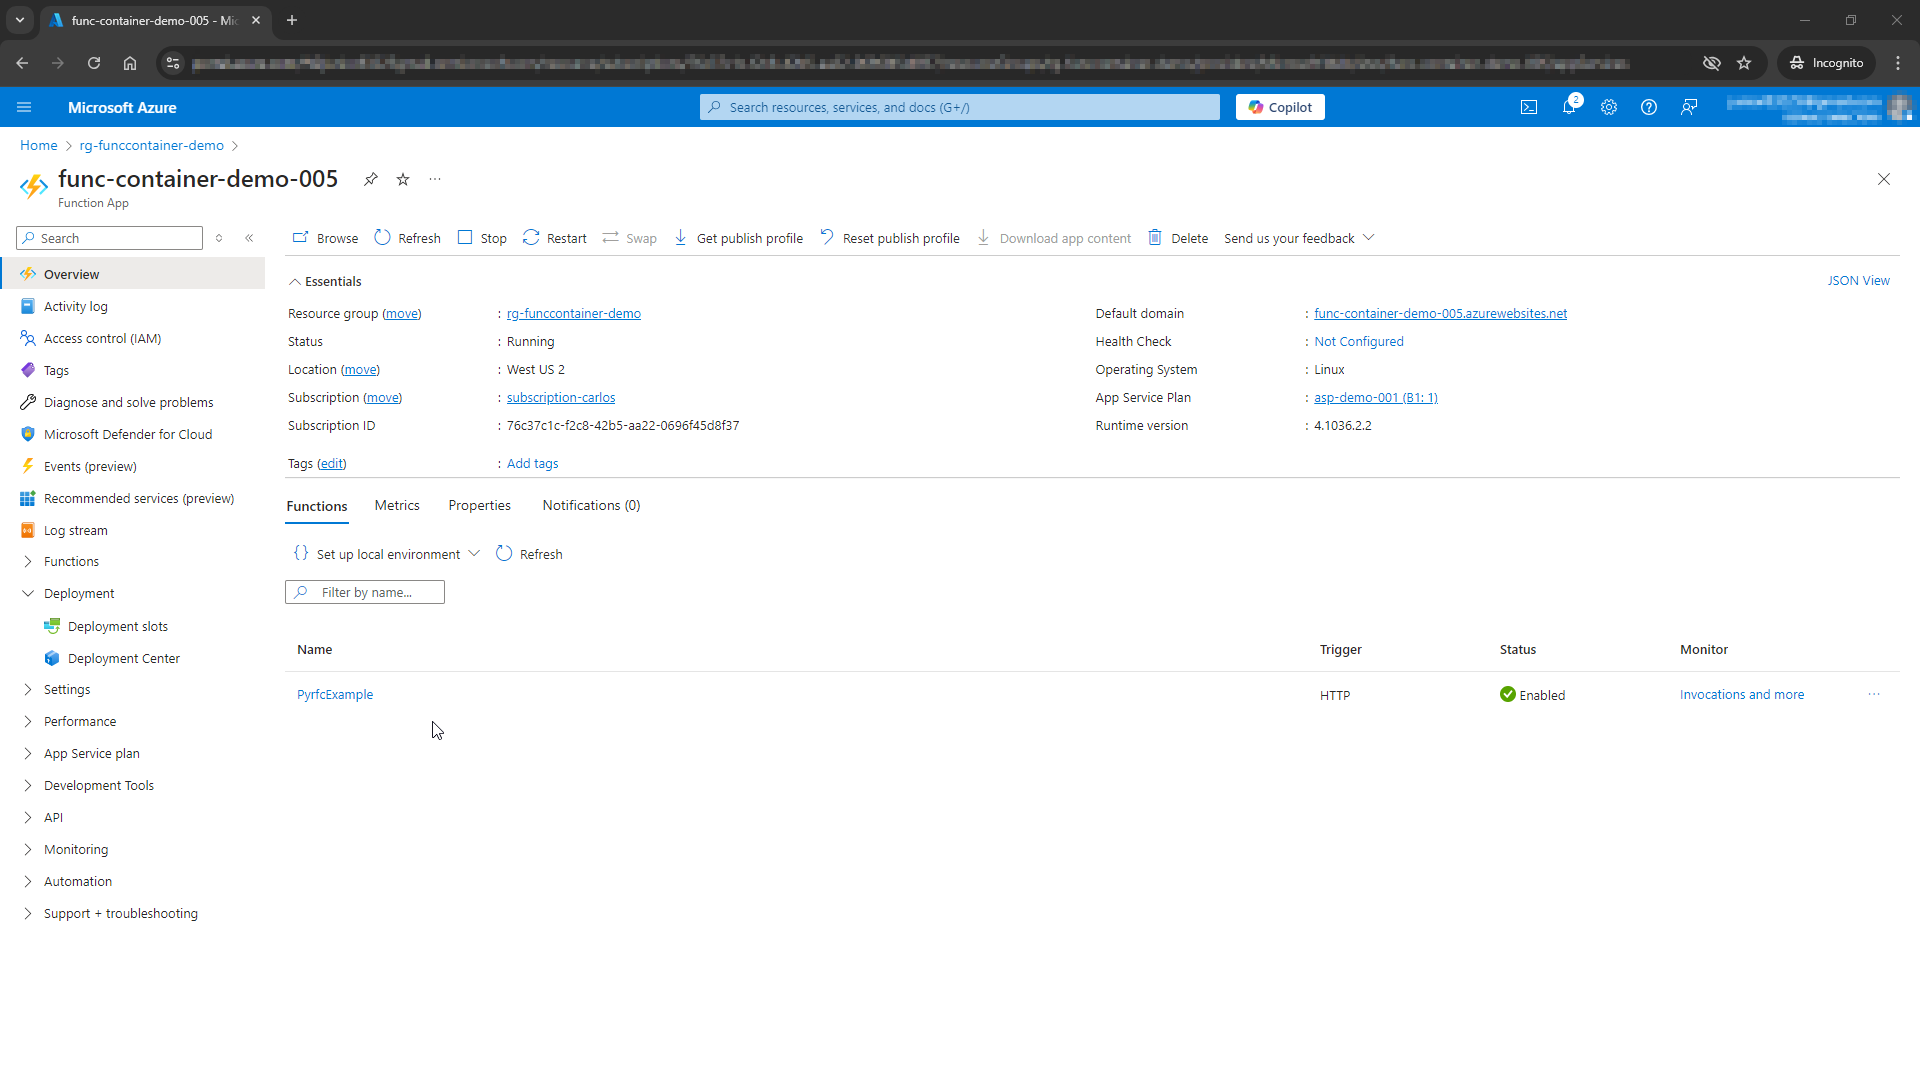 func-container-demo-005 - Mic
Incognito
Microsoft Azure
Search resources, services, and docs (G+/)
Copilot
2
Home
rg-funccontainer-demo
func-container-demo-005
Function App
Search
Browse
Refresh
Stop
Restart
Swap
Get publish profile
Reset publish profile
Download app content
Delete
Send us your feedback
Overview
Activity log
Access control (IAM)
Tags
Diagnose and solve problems
Microsoft Defender for Cloud
Events (preview)
Recommended services (preview)
Log stream
Functions
Deployment
Deployment slots
Deployment Center
Settings
Performance
App Service plan
Development Tools
API
Monitoring
Automation
Support + troubleshooting
Essentials
JSON View
Resource group (move) : rg-funccontainer-demo
Status : Running
Location (move) : West US 2
Subscription (move) : subscription-carlos
Subscription ID : 76c37c1c-f2c8-42b5-aa22-0696f45d8f37
Tags (edit) : Add tags
Default domain : func-container-demo-005.azurewebsites.net
Health Check : Not Configured
Operating System : Linux
App Service Plan : asp-demo-001 (B1: 1)
Runtime version : 4.1036.2.2
Functions
Metrics
Properties
Notifications (0)
Set up local environment
Refresh
Filter by name...
Name Trigger Status Monitor
PyrfcExample HTTP Enabled Invocations and more